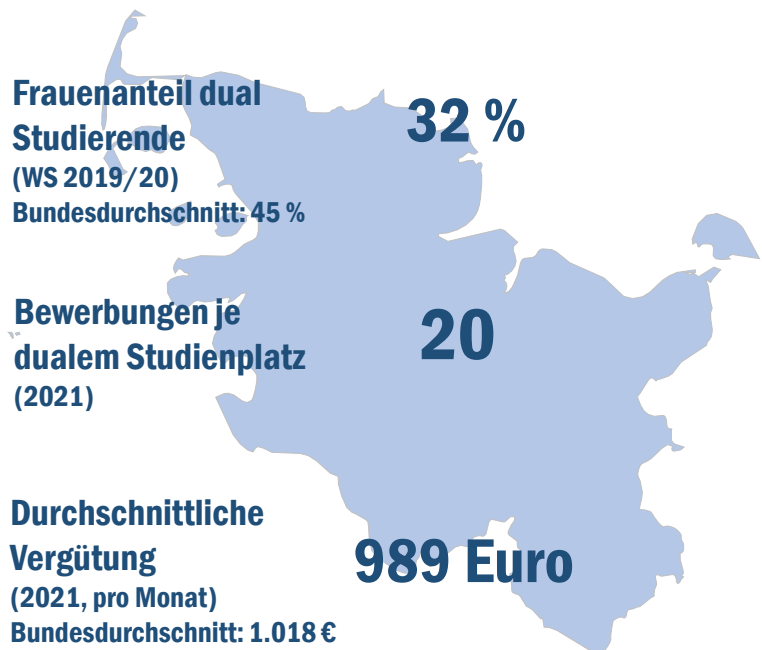 Frauenanteil dual
Studierende
(WS 2019/20)
Bundesdurchschnitt: 45 %
32 %
Bewerbungen je
dualem Studienplatz
(2021)
20
Durchschnittliche
Vergütung
(2021, pro Monat)
Bundesdurchschnitt: 1.018 €
989 Euro